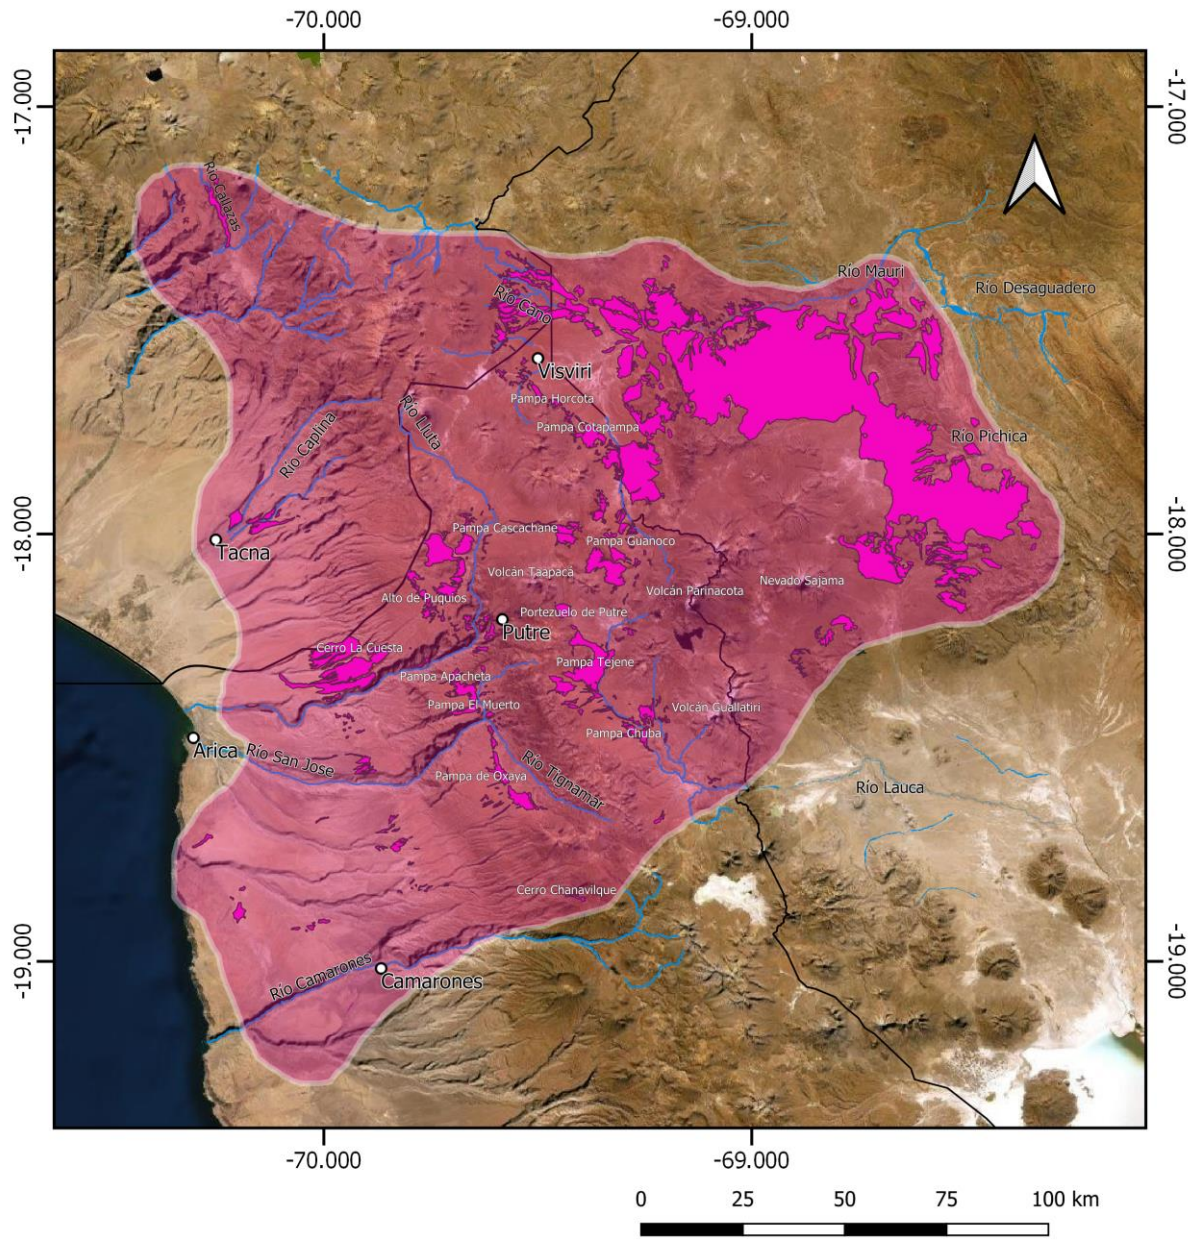 -70.000
-69.000
-17.000
-17.000
Río Callazas
Río Mauri
Río Desaguadero
Río Cano
Visviri
Pampa Horcota
Río Lluta
Río Caplina
Pampa Cotapampa
Río Pichica
Pampa Cascachane
-18.000
-18.000
Tacna
Pampa Guanoco
Volcán Taapacá
Nevado Sajama
Volcán Parinacota
Alto de Puquios
Portezuelo de Putre
Putre
Cerro La Cuesta
Pampa Tejene
Pampa Apacheta
Pampa El Muerto
Volcán Guallatiri
Pampa Chuba
Arica
Río San Jose
Pampa de Oxaya
Río Tignamar
Río Lauca
Cerro Chanavilque
-19.000
-19.000
Río Camarones
Camarones
-70.000
-69.000
0 25 50 75 100 km